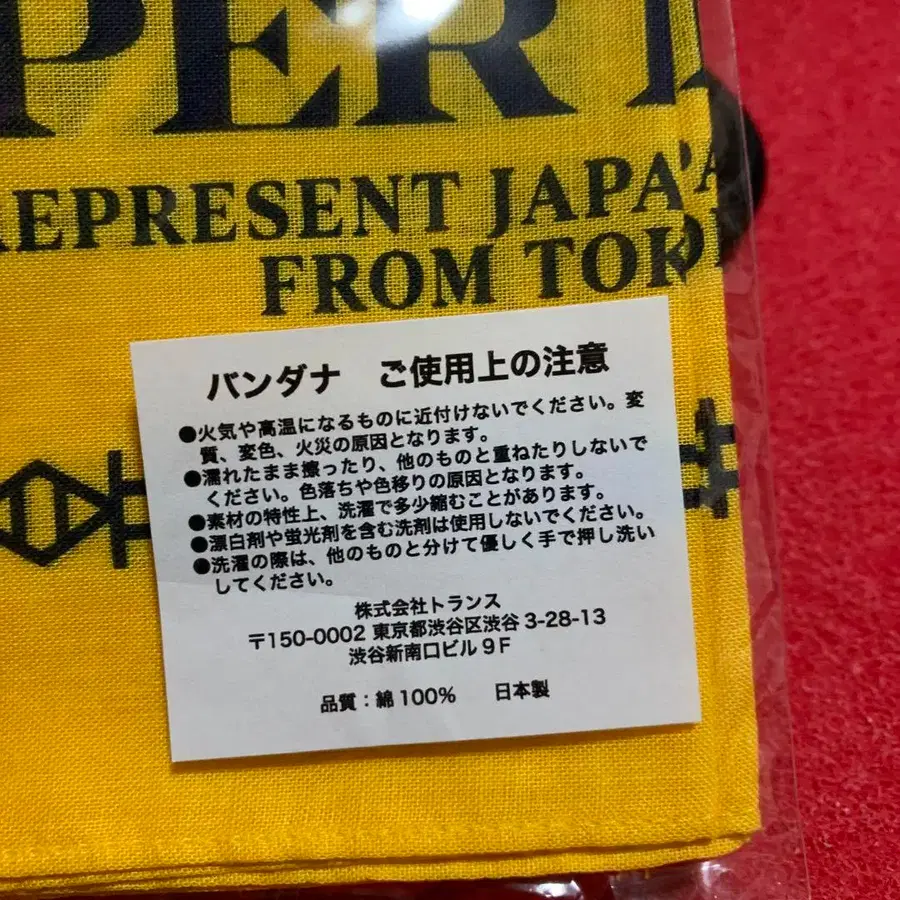 PER
REPRESENT JAPA
FROM TOK
バンダナ　ご使用上の注意
●火気や高温になるものに近付けないでください。変
質、変色、火災の原因となります。
●濡れたまま擦ったり、他のものと重ねたりしないで
ください。色落ちや色移りの原因となります。
●素材の特性上、洗濯で多少縮むことがあります。
●漂白剤や蛍光剤を含む洗剤は使用しないでください。
●洗濯の際は、他のものと分けて優しく手で押し洗い
してください。
株式会社トランス
〒150-0002 東京都渋谷区渋谷 3-28-13
渋谷新南口ビル 9F
品質：綿 100%　日本製